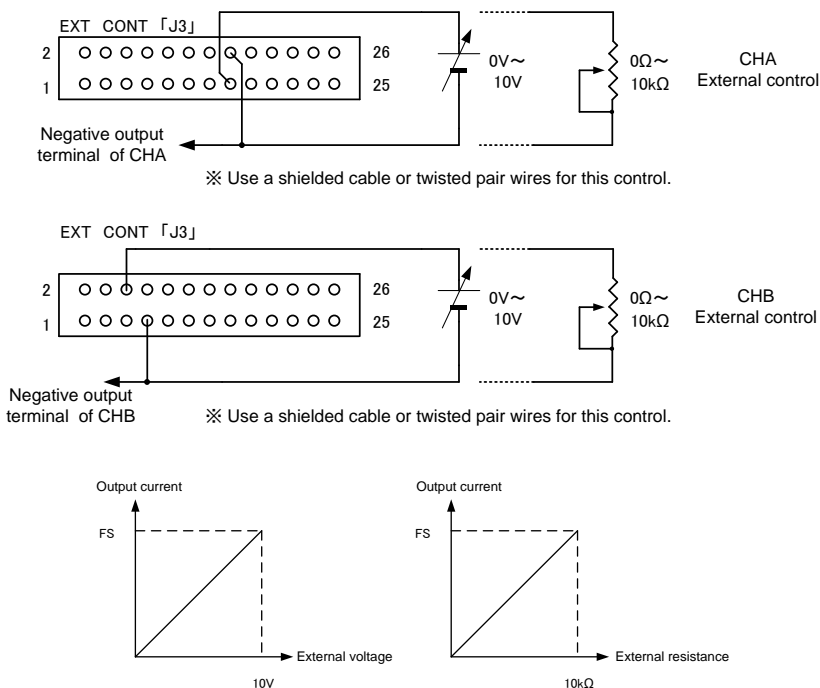 EXT CONT「J3」
2 26
1 25
0V～
10V
0Ω～
10kΩ
CHA
External control
Negative output
terminal of CHA
※ Use a shielded cable or twisted pair wires for this control.
EXT CONT「J3」
2 26
1 25
0V～
10V
0Ω～
10kΩ
CHB
External control
Negative output
terminal of CHB
※ Use a shielded cable or twisted pair wires for this control.
Output current
FS
External voltage
10V
Output current
FS
External resistance
10kΩ